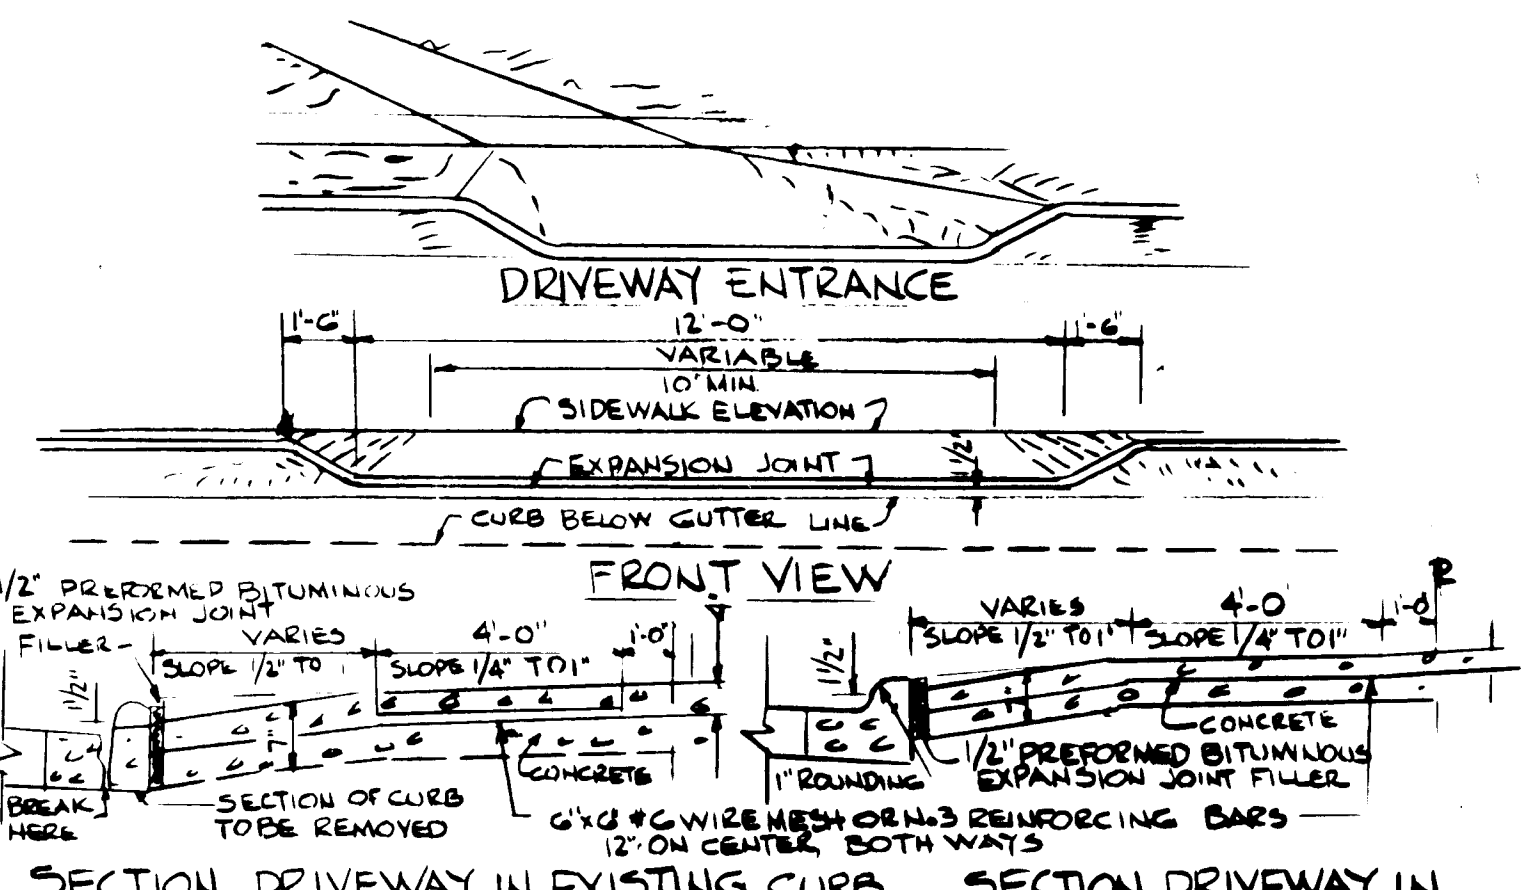 DRIVEWAY ENTRANCE
1'-6" 12'-0" 1'-6"
VARIABLE
10' MIN.
SIDEWALK ELEVATION
1/2"
EXPANSION JOINT
CURB BELOW GUTTER LINE
FRONT VIEW
1/2" PREFORMED BITUMINOUS
EXPANSION JOINT
FILLER
VARIES 4'-0" 1'-0"
SLOPE 1/2" TO SLOPE 1/4" TO 1"
1 1/2"
6
7"
CONCRETE
BREAK
HERE
SECTION OF CURB
TO BE REMOVED
VARIES 4'-0 1'-0
SLOPE 1/2" TO 1' SLOPE 1/4" TO 1"
1 1/2"
7"
CONCRETE
1" ROUNDING
1/2" PREFORMED BITUMINOUS
EXPANSION JOINT FILLER
6"x6" #6 WIRE MESH OR No.3 REINFORCING BARS
12" ON CENTER, BOTH WAYS
SECTION DRIVEWAY IN EXISTING CURB
SECTION DRIVEWAY IN